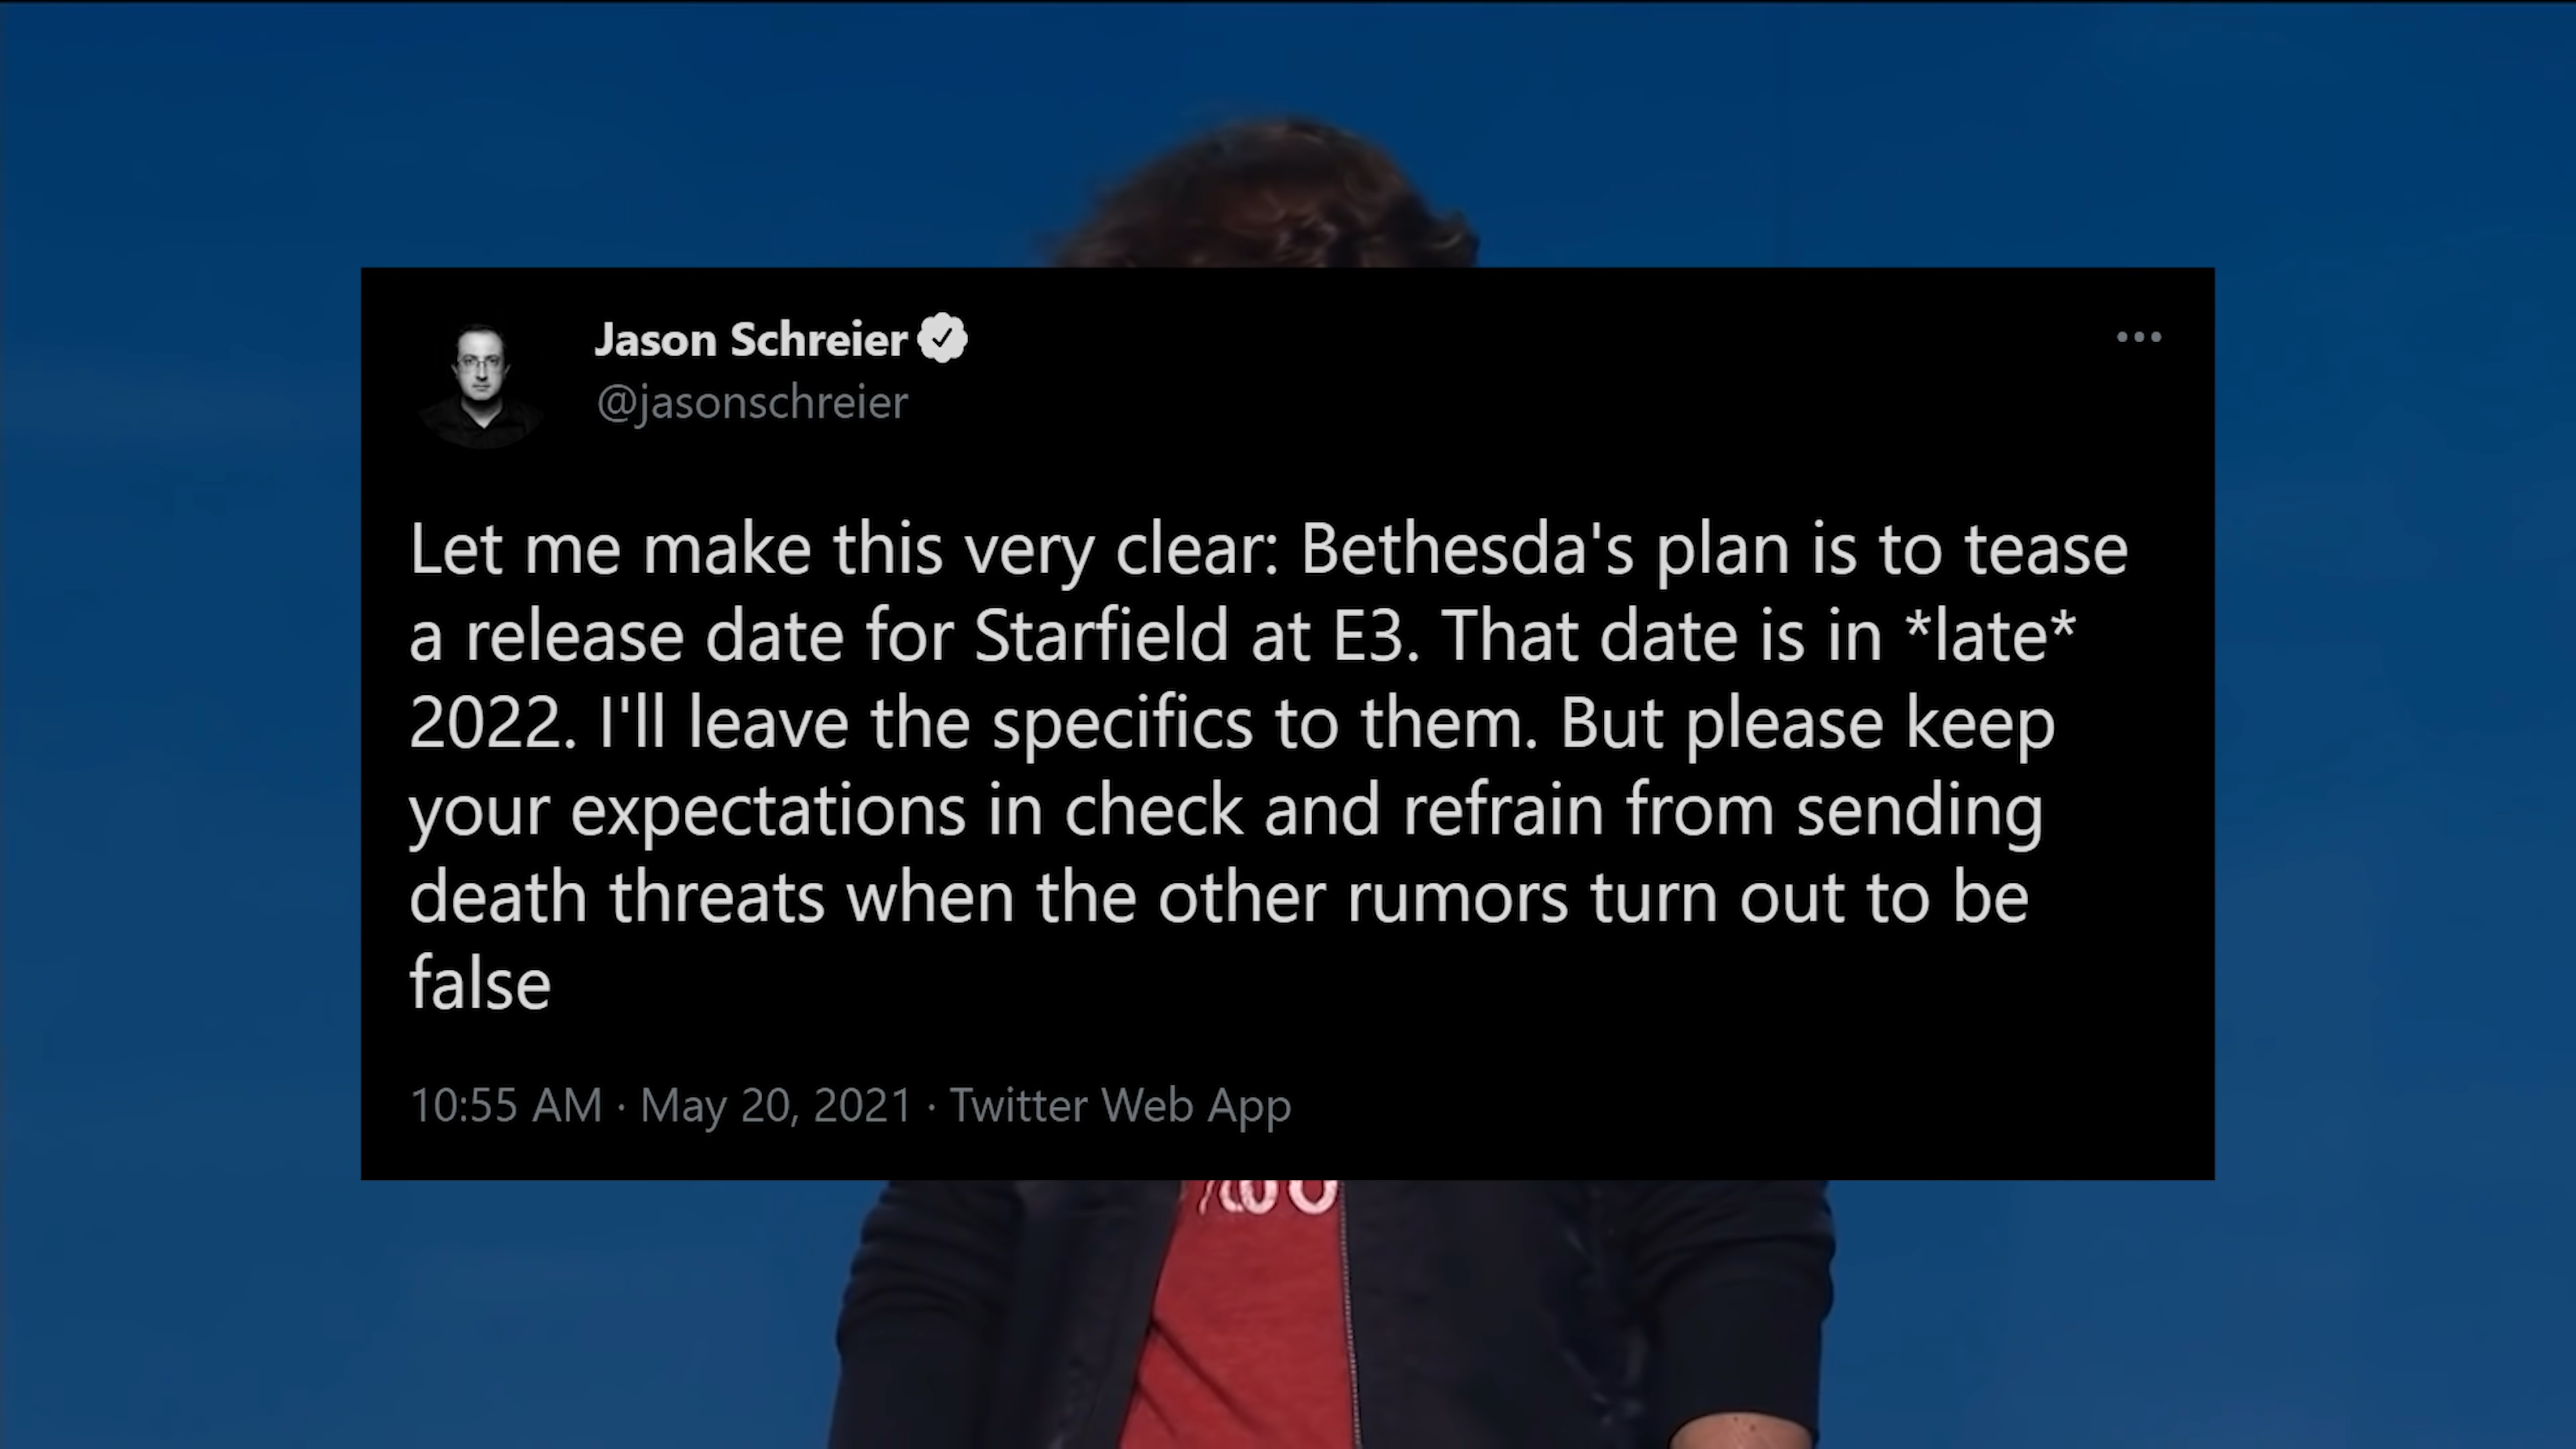 Jason Schreier
@jasonschreier
Let me make this very clear: Bethesda's plan is to tease
a release date for Starfield at E3. That date is in *late*
2022. I'll leave the specifics to them. But please keep
your expectations in check and refrain from sending
death threats when the other rumors turn out to be
false
10:55 AM · May 20, 2021 · Twitter Web App